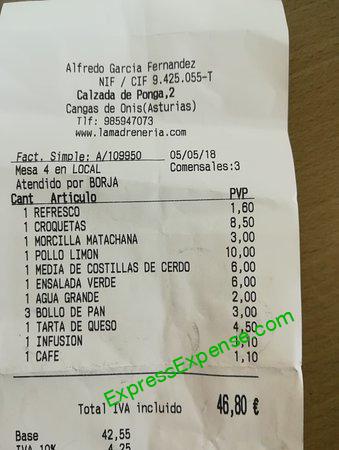 Alfredo Garcia Fernandez
NIF / CIF 9.425.055-T
Calzada de Ponga,2
Cangas de Onis(Asturias)
Tlf: 985947073
www.lamadreneria.com
Fact. Simple: A/109950 05/05/18
Mesa 4 en LOCAL Comensales:3
Atendido por BORJA
Cant Artículo PVP
1 REFRESCO 1,60
1 CROQUETAS 8,50
1 MORCILLA MATACHANA 3,00
1 POLLO LIMON 10,00
1 MEDIA DE COSTILLAS DE CERDO 6,00
1 ENSALADA VERDE 6,00
1 AGUA GRANDE 2,00
3 BOLLO DE PAN 3,00
1 TARTA DE QUESO 4,50
1 INFUSION 1,10
1 CAFE 1,10
ExpressExpense.com
Total IVA incluido 46,80 €
Base 42,55
IVA 10% 4,25